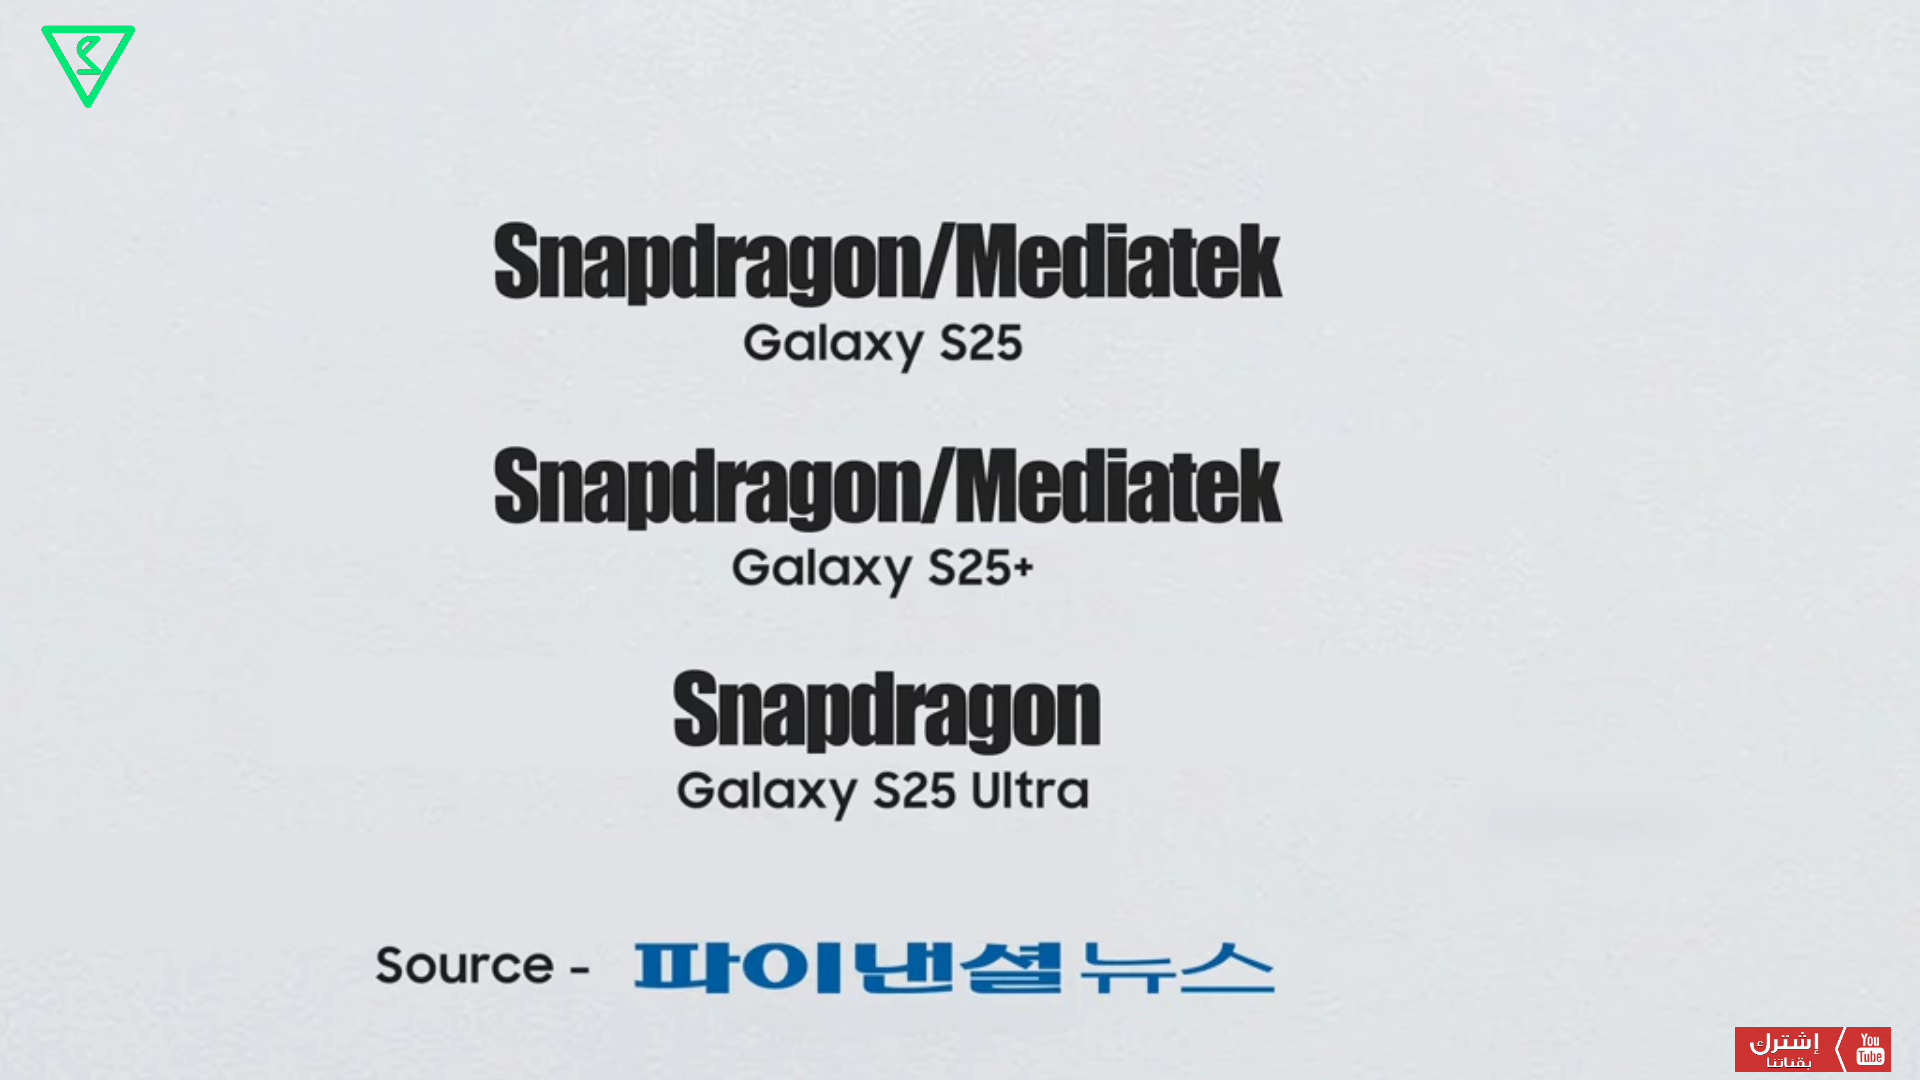 Snapdragon/Mediatek
Galaxy S25
Snapdragon/Mediatek
Galaxy S25+
Snapdragon
Galaxy S25 Ultra
Source - 파이낸셜뉴스
إشترك
بقناتنا
You
Tube